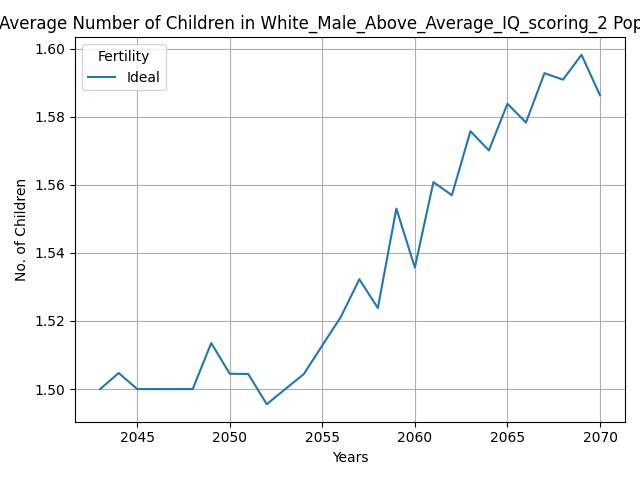 Average Number of Children in White_Male_Above_Average_IQ_scoring_2 Pop
Fertility
Ideal
No. of Children
1.60
1.58
1.56
1.54
1.52
1.50
2045 2050 2055 2060 2065 2070
Years